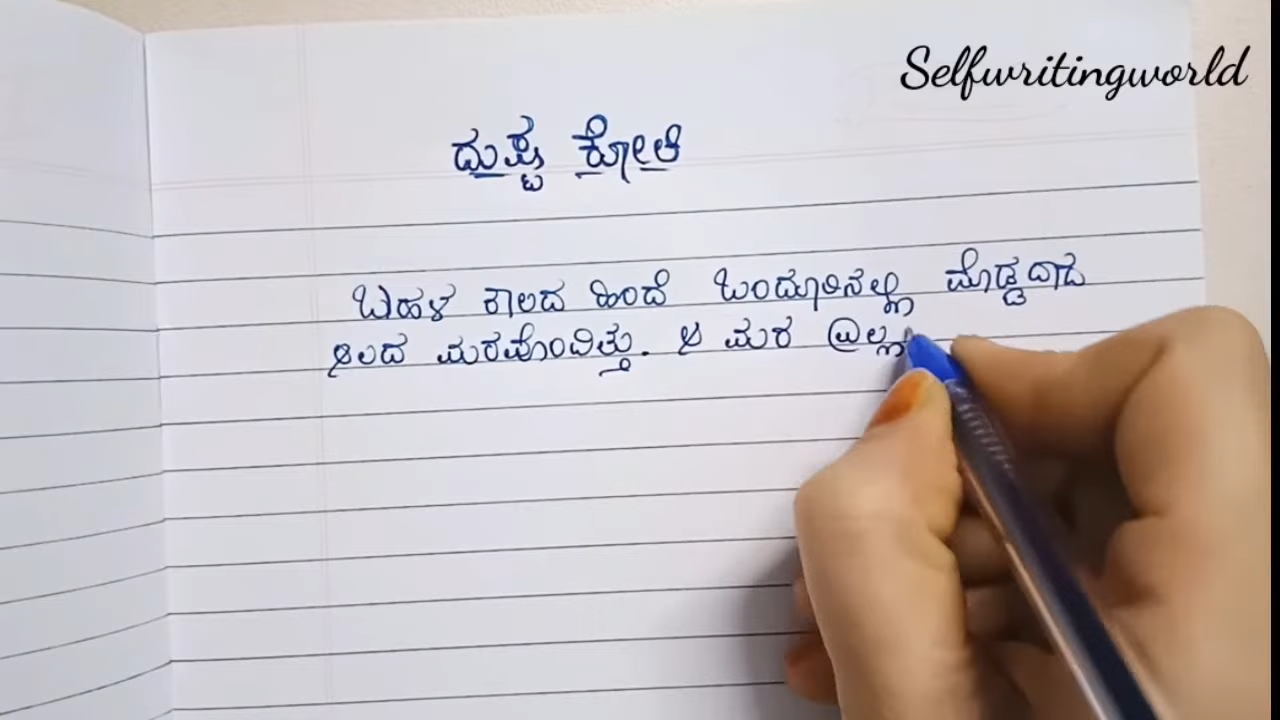 Selfwritingworld
ದುಷ್ಟ ಕೋತಿ
ಬಹಳ ಕಾಲದ ಹಿಂದೆ ಒಂದೂರಿನಲ್ಲಿ ದೊಡ್ಡದಾದ
ಆಲದ ಮರವೊಂದಿತ್ತು. ಆ ಮರ